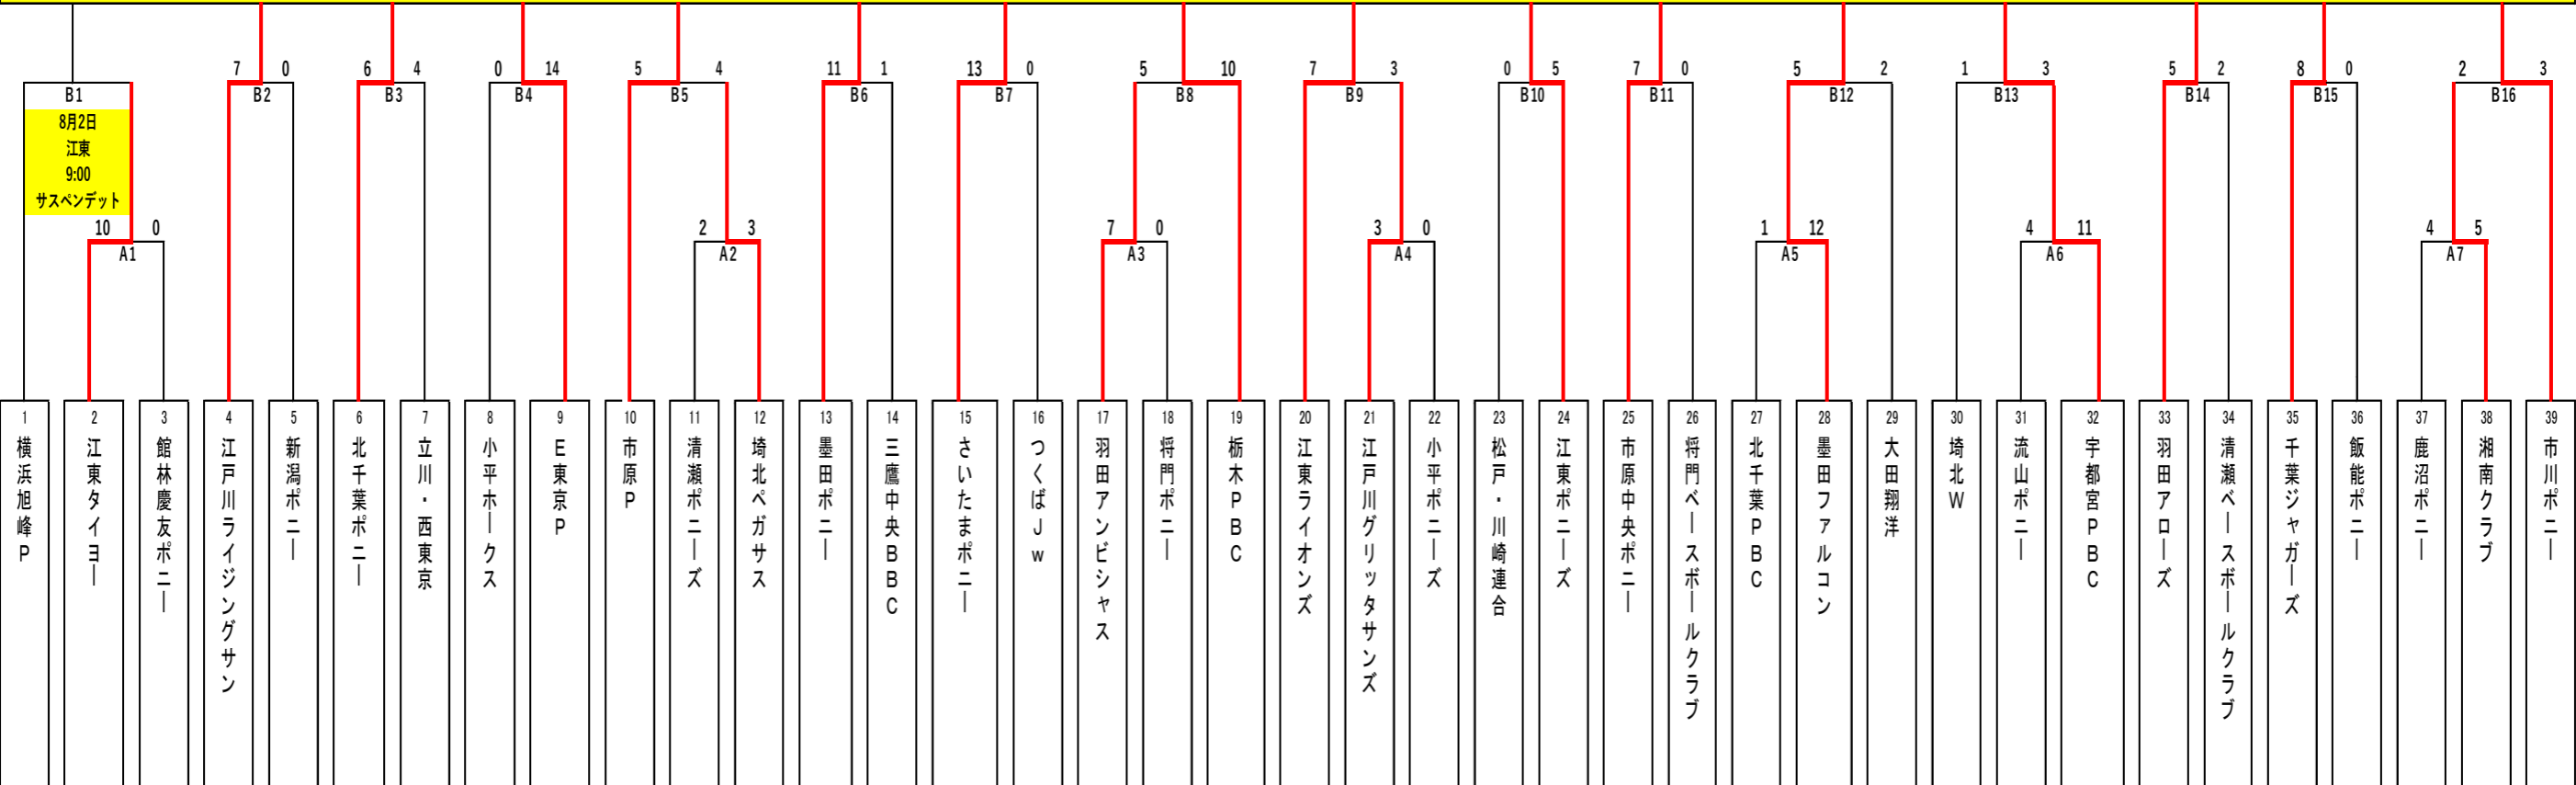 7 0
6 4
0 14
5 4
11 1
13 0
5 10
7 3
0 5
7 0
5 2
1 3
5 2
8 0
2 3
B1
B2
B3
B4
B5
B6
B7
B8
B9
B10
B11
B12
B13
B14
B15
B16
8月2日
江東
9:00
サスペンデット
10 0
2 3
7 0
3 0
1 12
4 11
4 5
A1
A2
A3
A4
A5
A6
A7
1 横浜旭峰P
2 江東タイヨー
3 館林慶友ポニー
4 江戸川ライジングサン
5 新潟ポニー
6 北千葉ポニー
7 立川・西東京
8 小平ホークス
9 E東京P
10 市原P
11 清瀬ポニーズ
12 埼北ペガサス
13 墨田ポニー
14 三鷹中央BBC
15 さいたまポニー
16 つくばJw
17 羽田アンビシャス
18 将門ポニー
19 栃木PBC
20 江東ライオンズ
21 江戸川グリッタサンズ
22 小平ポニーズ
23 松戸・川崎連合
24 江東ポニーズ
25 市原中央ポニー
26 将門ベースボールクラブ
27 北千葉PBC
28 墨田ファルコン
29 大田翔洋
30 埼北W
31 流山ポニー
32 宇都宮PBC
33 羽田アローズ
34 清瀬ベースボールクラブ
35 千葉ジャガーズ
36 飯能ポニー
37 鹿沼ポニー
38 湘南クラブ
39 市川ポニー